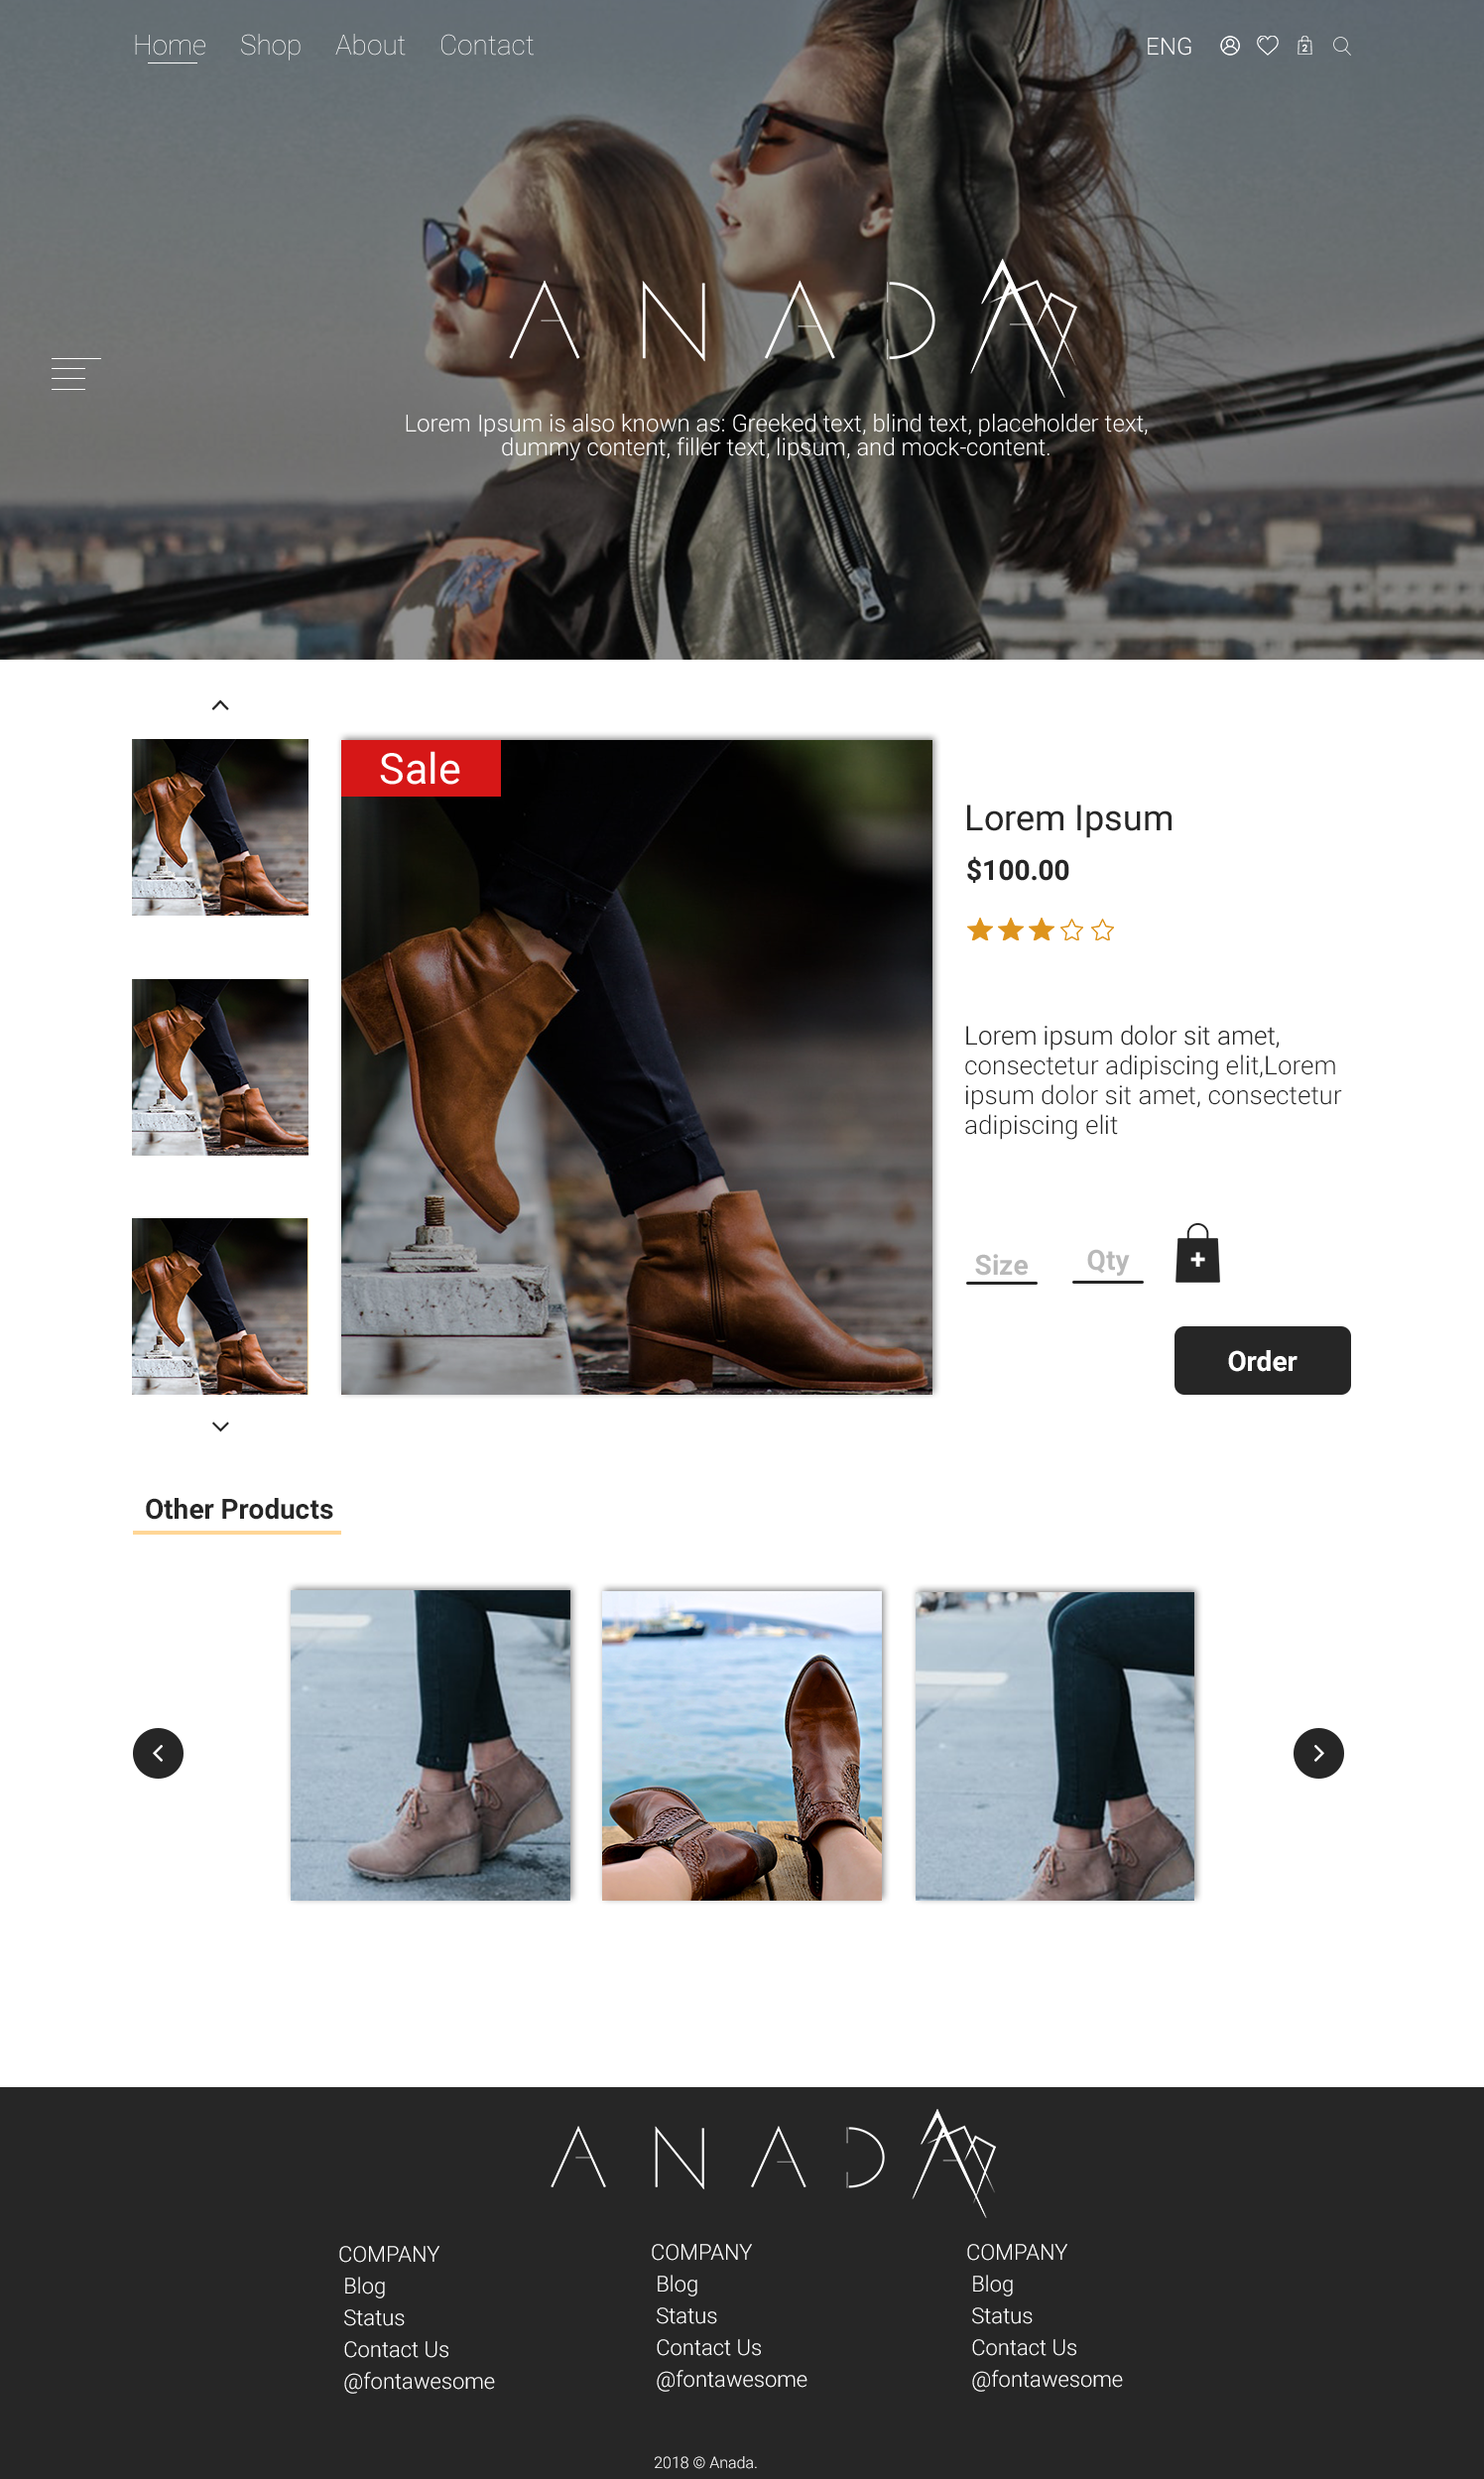 Home Shop About Contact ENG 2
ANADA
Lorem Ipsum is also known as: Greeked text, blind text, placeholder text,
dummy content, filler text, lipsum, and mock-content.
Sale
Lorem Ipsum
$100.00
Lorem ipsum dolor sit amet,
consectetur adipiscing elit,Lorem
ipsum dolor sit amet, consectetur
adipiscing elit
Size Qty
Order
Other Products
ANADA
COMPANY
Blog
Status
Contact Us
@fontawesome
COMPANY
Blog
Status
Contact Us
@fontawesome
COMPANY
Blog
Status
Contact Us
@fontawesome
2018 © Anada.